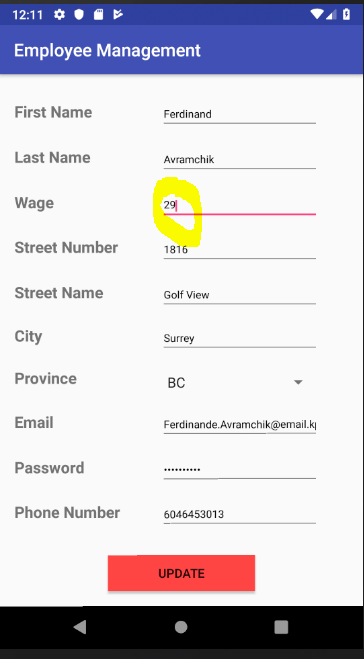 12:11
Employee Management
First Name Ferdinand
Last Name Avramchik
Wage 29
Street Number 1816
Street Name Golf View
City Surrey
Province BC
Email Ferdinande.Avramchik@email.k
Password ••••••••••
Phone Number 6046453013
UPDATE